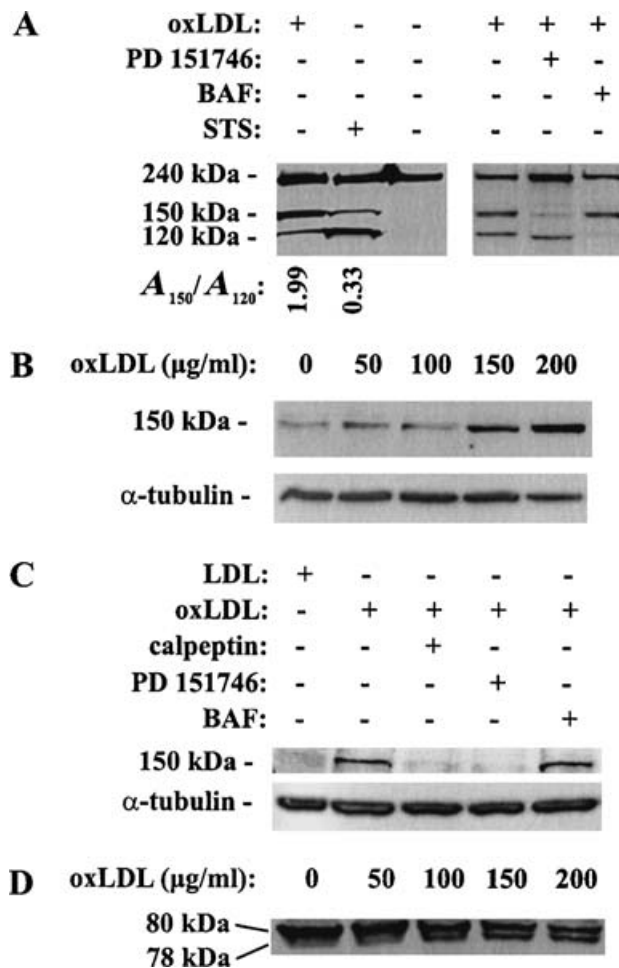 A oxLDL: + - - + + +
PD 151746: - - - - + -
BAF: - - - - - +
STS: - + - - - -
240 kDa -
150 kDa -
120 kDa -
A150/A120: 1.99 0.33
B oxLDL (µg/ml): 0 50 100 150 200
150 kDa -
α-tubulin -
C LDL: + - - - -
oxLDL: - + + + +
calpeptin: - - + - -
PD 151746: - - - + -
BAF: - - - - +
150 kDa -
α-tubulin -
D oxLDL (µg/ml): 0 50 100 150 200
80 kDa
78 kDa